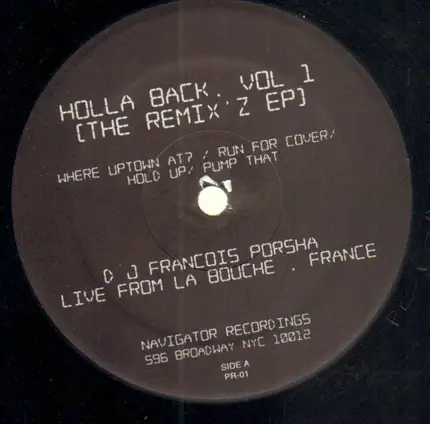 HOLLA BACK. VOL 1
[THE REMIX'Z EP]
WHERE UPTOWN AT? / RUN FOR COVER/
HOLD UP/ PUMP THAT
D J FRANCOIS PORSHA
LIVE FROM LA BOUCHE . FRANCE
NAVIGATOR RECORDINGS
596 BROADWAY NYC 10012
SIDE A
PR-01